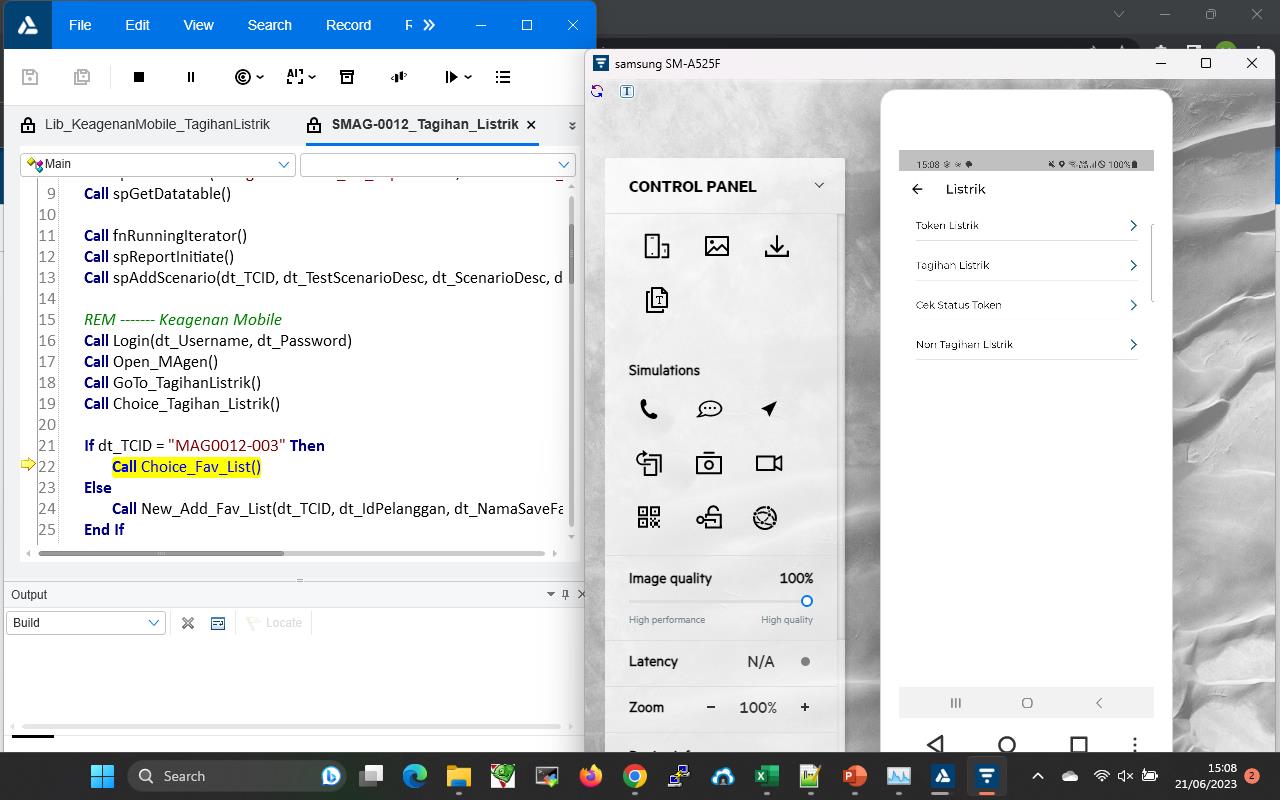 File Edit View Search Record
samsung SM-A525F
Lib_KeagenanMobile_TagihanListrik
SMAG-0012_Tagihan_Listrik
Main
9 Call spGetDatatable()
10
11 Call fnRunningIterator()
12 Call spReportInitiate()
13 Call spAddScenario(dt_TCID, dt_TestScenarioDesc, dt_ScenarioDesc, d
14
15 REM ------- Keagenan Mobile
16 Call Login(dt_Username, dt_Password)
17 Call Open_MAgen()
18 Call GoTo_TagihanListrik()
19 Call Choice_Tagihan_Listrik()
20
21 If dt_TCID = "MAG0012-003" Then
22 Call Choice_Fav_List()
23 Else
24 Call New_Add_Fav_List(dt_TCID, dt_IdPelanggan, dt_NamaSaveFa
25 End If
Output
Build
Locate
CONTROL PANEL
Simulations
Image quality 100%
High performance High quality
Latency N/A
Zoom - 100% +
15:08 100%
Listrik
Token Listrik
Tagihan Listrik
Cek Status Token
Non Tagihan Listrik
Search
15:08
21/06/2023
2